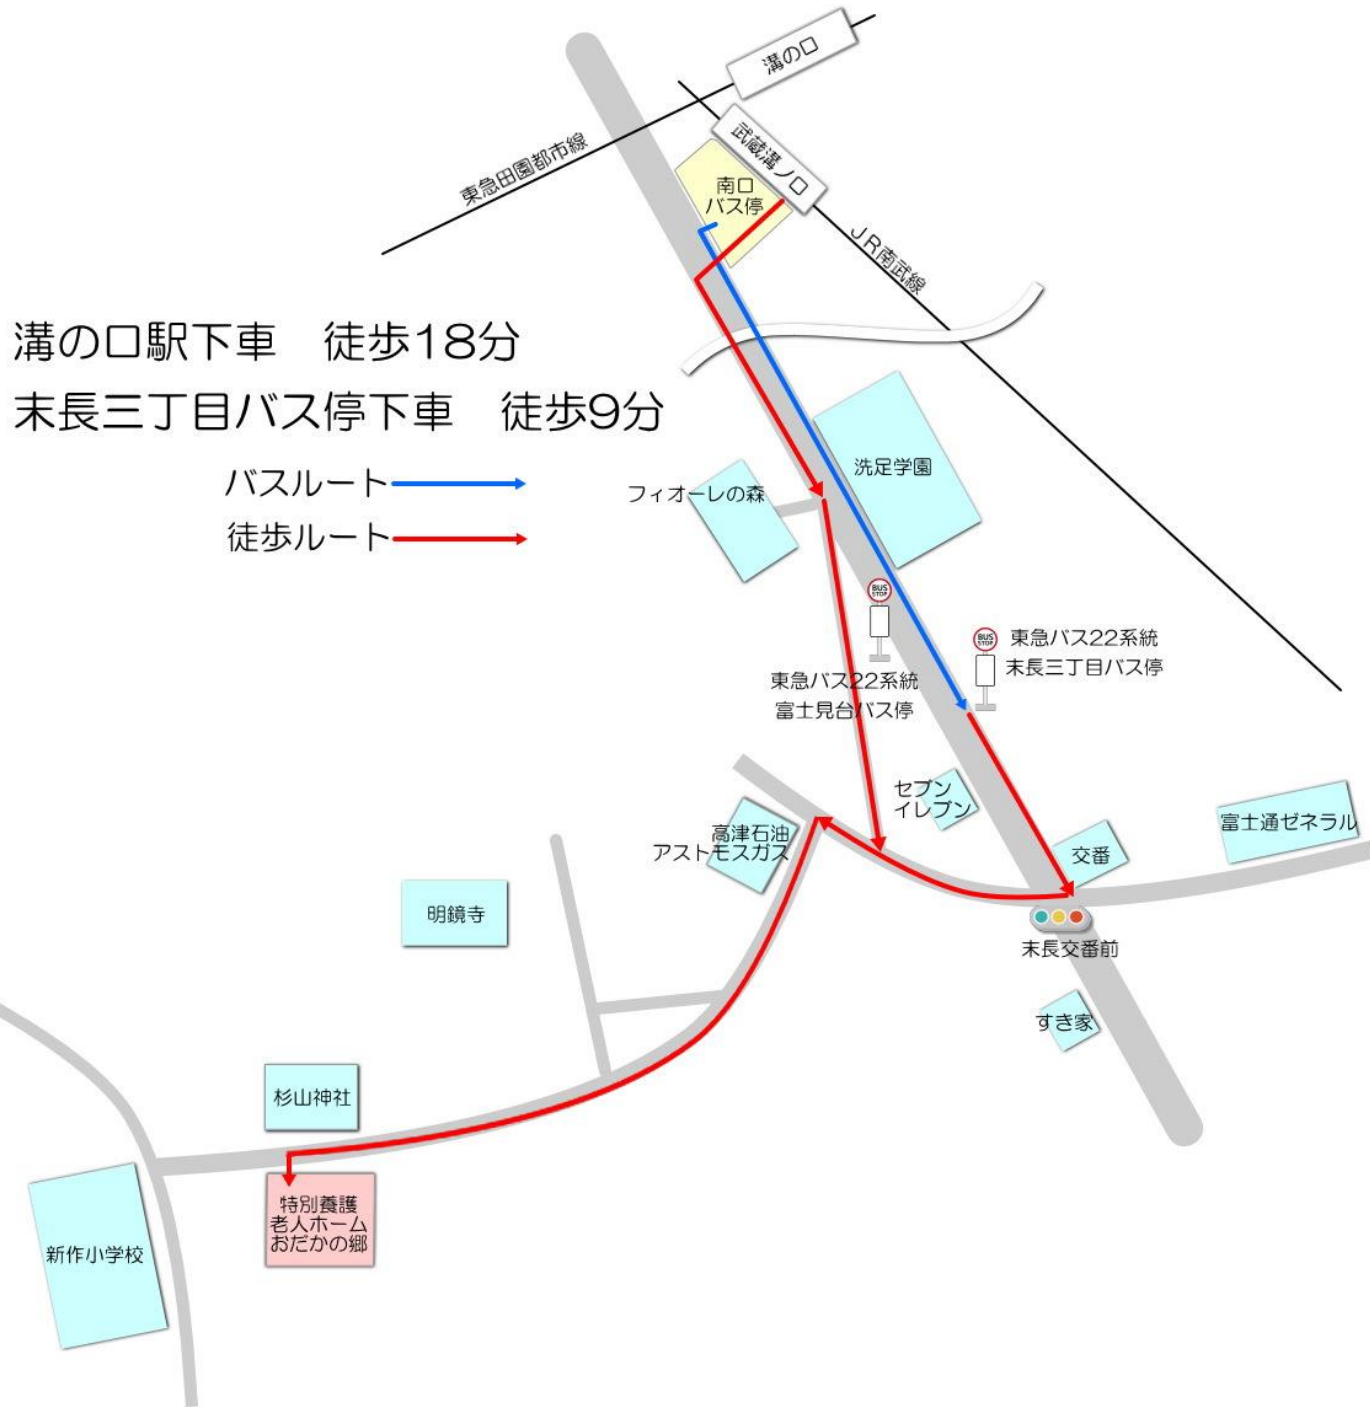 溝の口
武蔵溝ノ口
東急田園都市線
南口
バス停
JR南武線
溝の口駅下車　徒歩18分
末長三丁目バス停下車　徒歩9分
バスルート
徒歩ルート
洗足学園
フィオーレの森
BUS
STOP
東急バス22系統
富士見台バス停
BUS
STOP
東急バス22系統
末長三丁目バス停
セブン
イレブン
高津石油
アストモスガス
富士通ゼネラル
交番
明鏡寺
末長交番前
すき家
杉山神社
特別養護
老人ホーム
おだかの郷
新作小学校